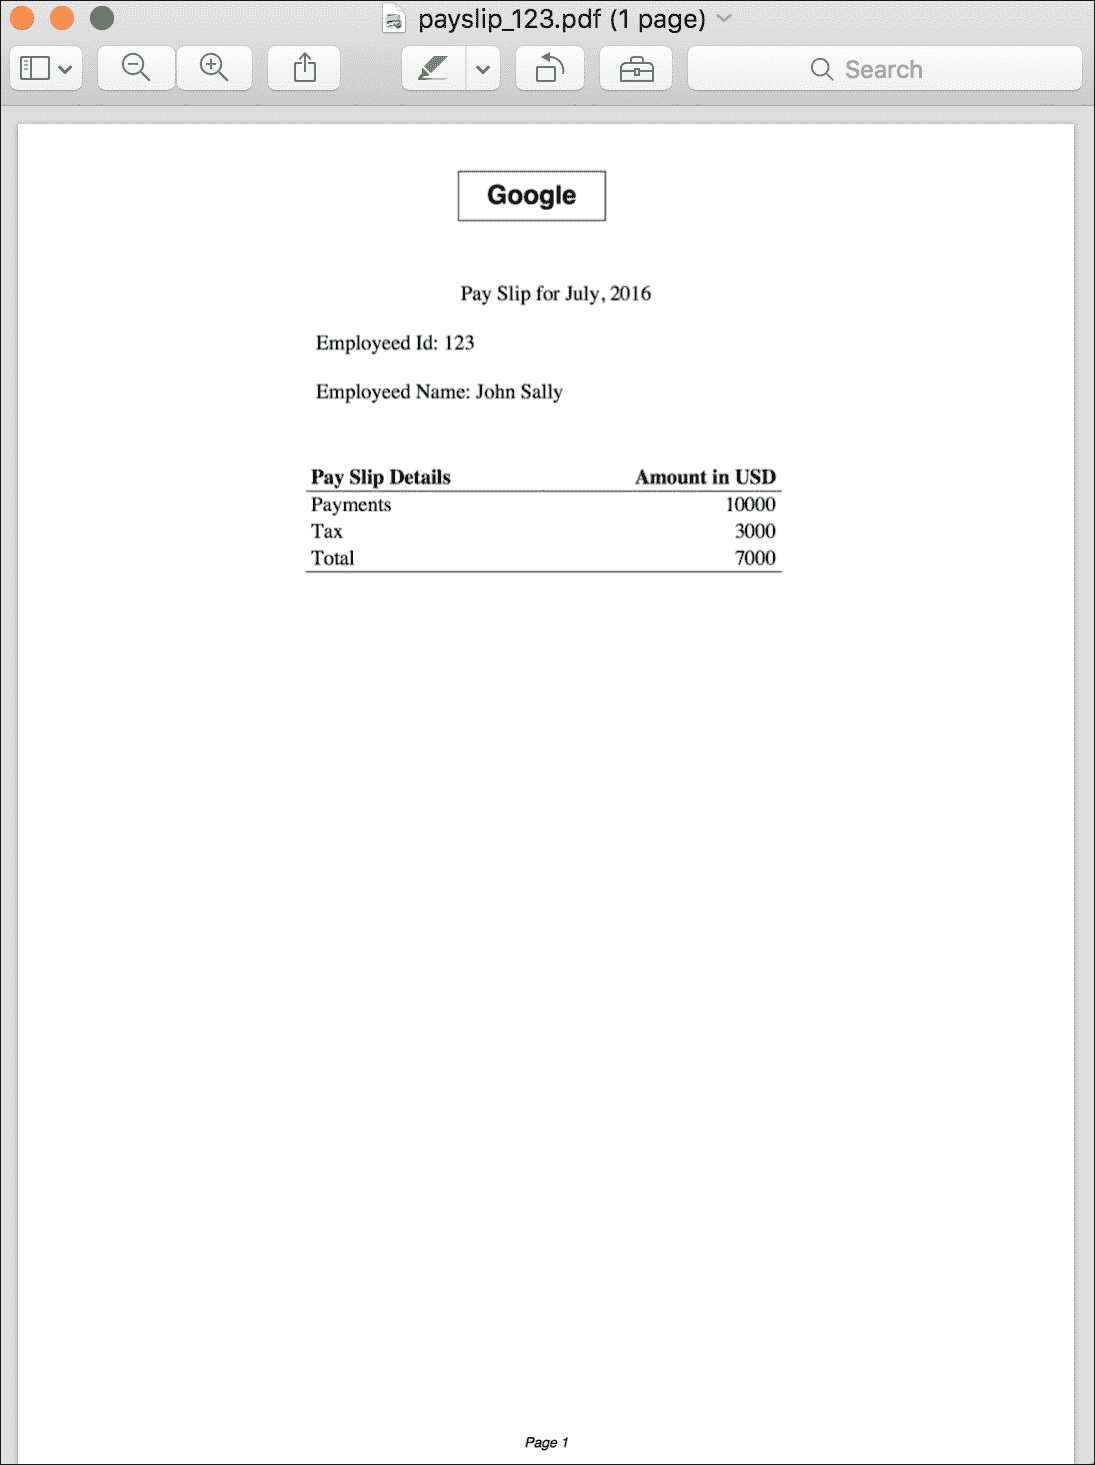 payslip_123.pdf (1 page)
Search
Google
Pay Slip for July, 2016
Employeed Id: 123
Employeed Name: John Sally
Pay Slip Details Amount in USD
Payments 10000
Tax 3000
Total 7000
Page 1